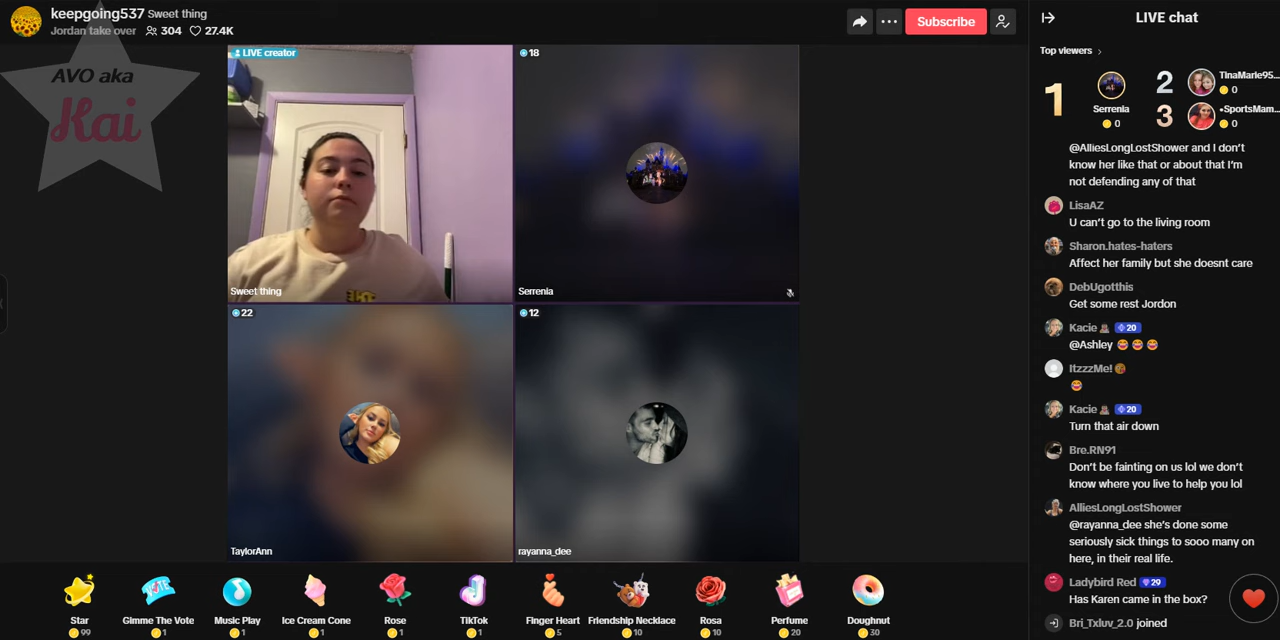 keepgoing537 Sweet thing
Jordan take over 304 27.4K
Subscribe
AVO aka
Kai
LIVE creator
Sweet thing
18
Serrenia
22
TaylorAnn
12
rayanna_dee
Star
99
Gimme The Vote
1
Music Play
1
Ice Cream Cone
1
Rose
1
TikTok
1
Finger Heart
5
Friendship Necklace
10
Rosa
10
Perfume
20
Doughnut
30
LIVE chat
Top viewers
1
Serrenia
0
2
TinaMarie95...
0
3
•SportsMam...
0
@AlliesLongLostShower and I don't
know her like that or about that I'm
not defending any of that
LisaAZ
U can't go to the living room
Sharon.hates-haters
Affect her family but she doesnt care
DebUgotthis
Get some rest Jordon
Kacie 20
@Ashley 😂😂😂
ItzzzMe!
😂
Kacie 20
Turn that air down
Bre.RN91
Don't be fainting on us lol we don't
know where you live to help you lol
AlliesLongLostShower
@rayanna_dee she's done some
seriously sick things to sooo many on
here, in their real life.
Ladybird Red 29
Has Karen came in the box?
Bri_Txluv_2.0 joined